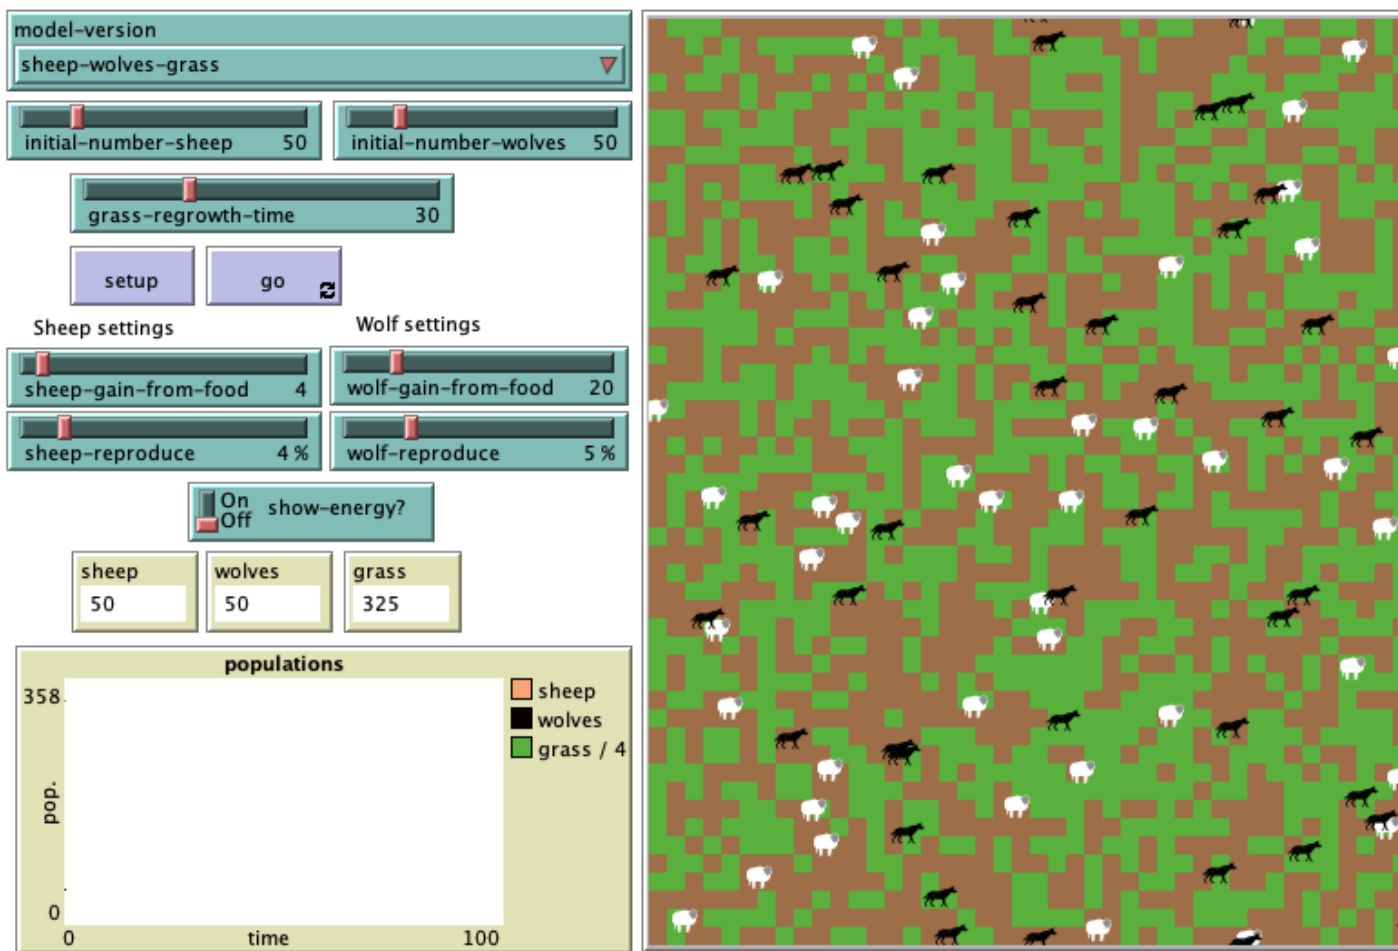 model-version
sheep-wolves-grass
initial-number-sheep 50
initial-number-wolves 50
grass-regrowth-time 30
setup
go
Sheep settings
Wolf settings
sheep-gain-from-food 4
wolf-gain-from-food 20
sheep-reproduce 4 %
wolf-reproduce 5 %
On
Off
show-energy?
sheep
50
wolves
50
grass
325
populations
358
pop.
0
0
time
100
sheep
wolves
grass / 4